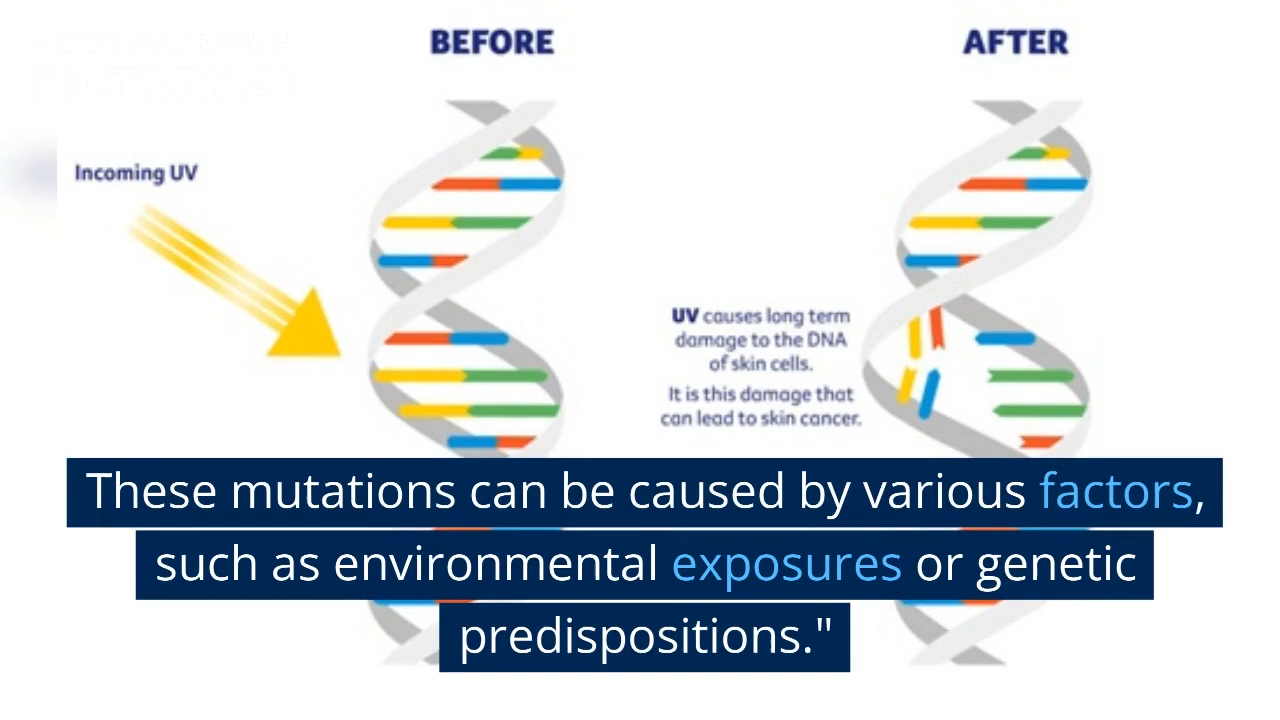 BEFORE
AFTER
Incoming UV
UV causes long term
damage to the DNA
of skin cells.
It is this damage that
can lead to skin cancer.
These mutations can be caused by various factors,
such as environmental exposures or genetic
predispositions."